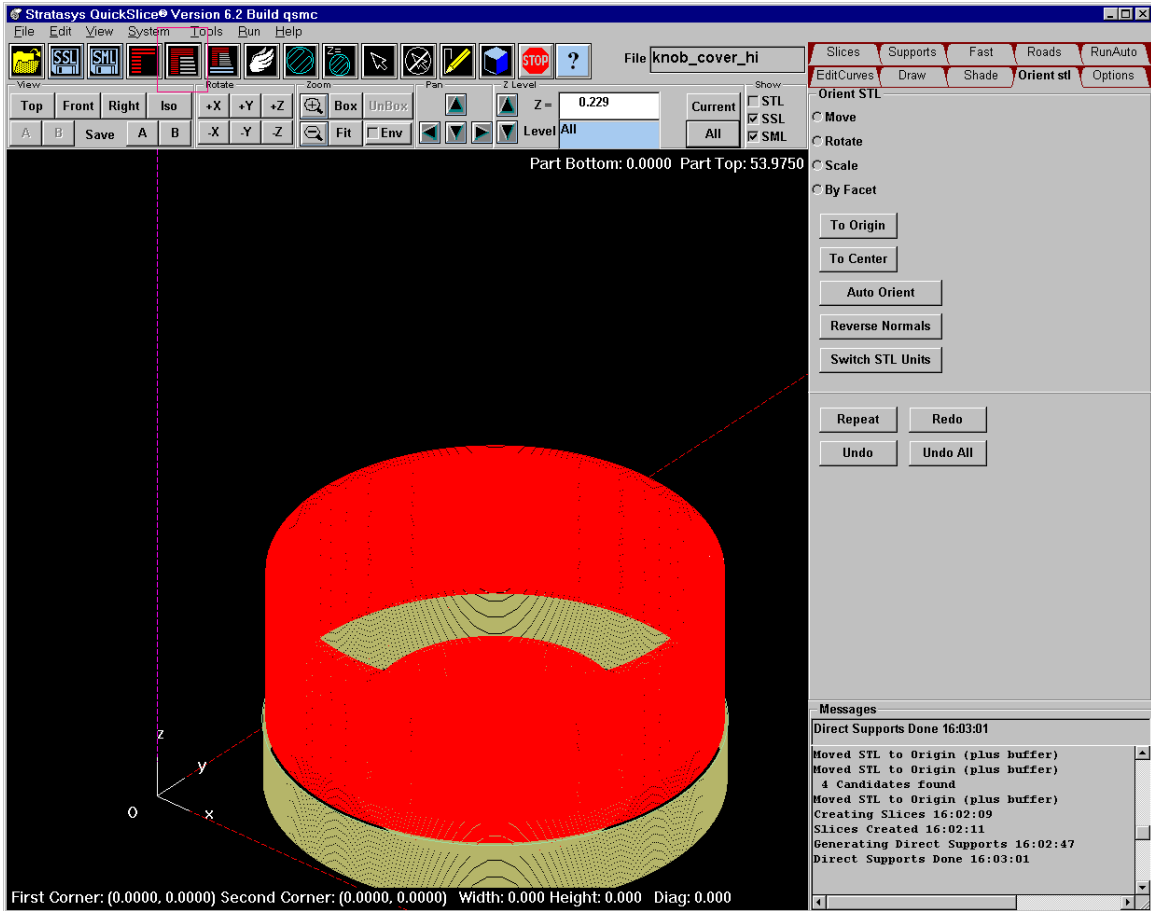 Stratasys QuickSlice® Version 6.2 Build qsmc
File Edit View System Tools Run Help
SSL SML Z= STOP ? File knob_cover_hi
Slices Supports Fast Roads RunAuto
EditCurves Draw Shade Orient stl Options
View Rotate Zoom Pan Z Level Show
Top Front Right Iso +X +Y +Z Box UnBox Z = 0.229 Current STL
SSL
A B Save A B -X -Y -Z Fit Env Level All All SML
Part Bottom: 0.0000 Part Top: 53.9750
Orient STL
Move
Rotate
Scale
By Facet
To Origin
To Center
Auto Orient
Reverse Normals
Switch STL Units
Repeat Redo
Undo Undo All
z
y
O x
Messages
Direct Supports Done 16:03:01
Moved STL to Origin (plus buffer)
Moved STL to Origin (plus buffer)
4 Candidates found
Moved STL to Origin (plus buffer)
Creating Slices 16:02:09
Slices Created 16:02:11
Generating Direct Supports 16:02:47
Direct Supports Done 16:03:01
First Corner: (0.0000, 0.0000) Second Corner: (0.0000, 0.0000) Width: 0.000 Height: 0.000 Diag: 0.000